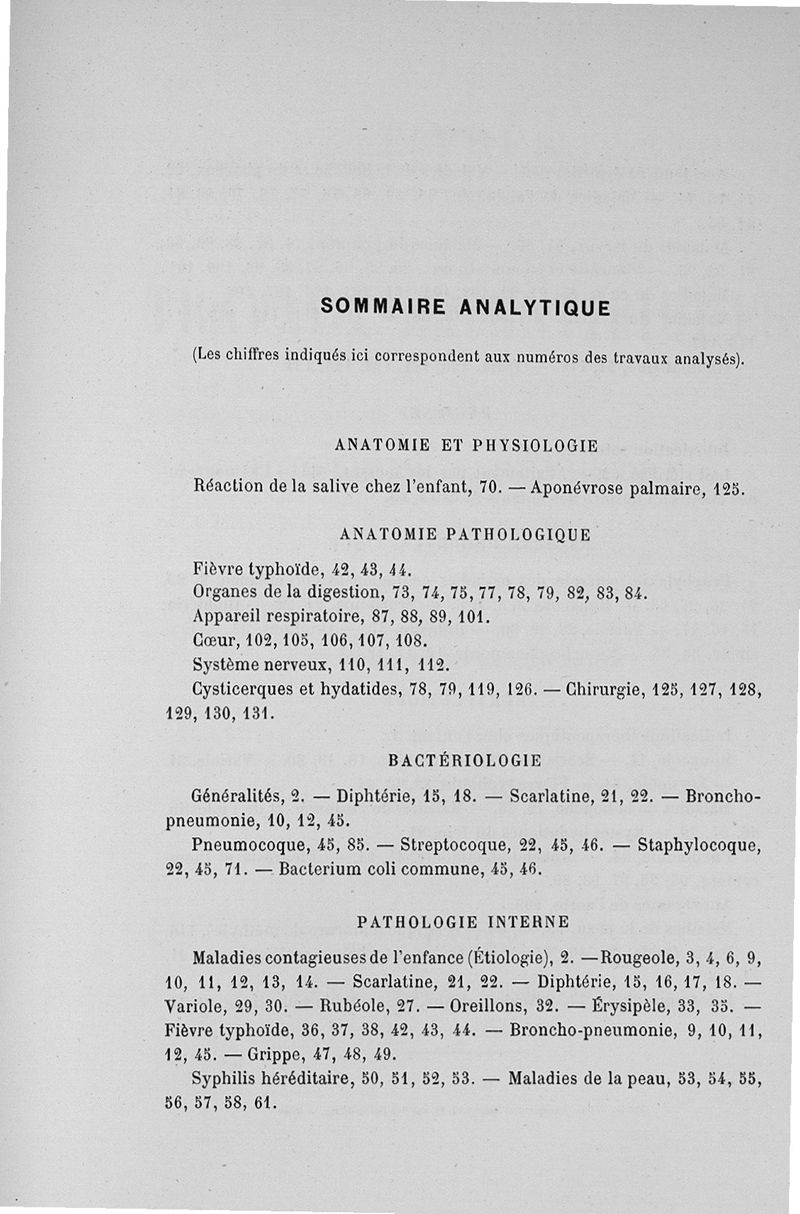 SOMMAIRE ANALYTIQUE
(Les chiffres indiqués ici correspondent aux numéros des travaux analysés).
ANATOMIE ET PHYSIOLOGIE
Réaction de la salive chez l'enfant, 70. — Aponévrose palmaire, 125.
ANATOMIE PATHOLOGIQUE
Fièvre typhoïde, 42, 43, 44.
Organes de la digestion, 73, 74, 75, 77, 78, 79, 82, 83, 84.
Appareil respiratoire, 87, 88, 89, 101.
Cœur, 102, 105, 106, 107, 108.
Système nerveux, 110, 111, 112.
Cysticerques et hydatides, 78, 79, 119, 126. — Chirurgie, 125, 127, 128,
129, 130, 131.
BACTÉRIOLOGIE
Généralités, 2. — Diphtérie, 15, 18. — Scarlatine, 21, 22. — Broncho-
pneumonie, 10, 12, 45.
Pneumocoque, 45, 85. — Streptocoque, 22, 45, 46. — Staphylocoque,
22, 45, 71. — Bacterium coli commune, 45, 46.
PATHOLOGIE INTERNE
Maladies contagieuses de l'enfance (Étiologie), 2. — Rougeole, 3, 4, 6, 9,
10, 11, 12, 13, 14. — Scarlatine, 21, 22. — Diphtérie, 15, 16, 17, 18. —
Variole, 29, 30. — Rubéole, 27. — Oreillons, 32. — Érysipèle, 33, 35. —
Fièvre typhoïde, 36, 37, 38, 42, 43, 44. — Broncho-pneumonie, 9, 10, 11,
12, 45. — Grippe, 47, 48, 49.
Syphilis héréditaire, 50, 51, 52, 53. — Maladies de la peau, 53, 54, 55,
56, 57, 58, 61.